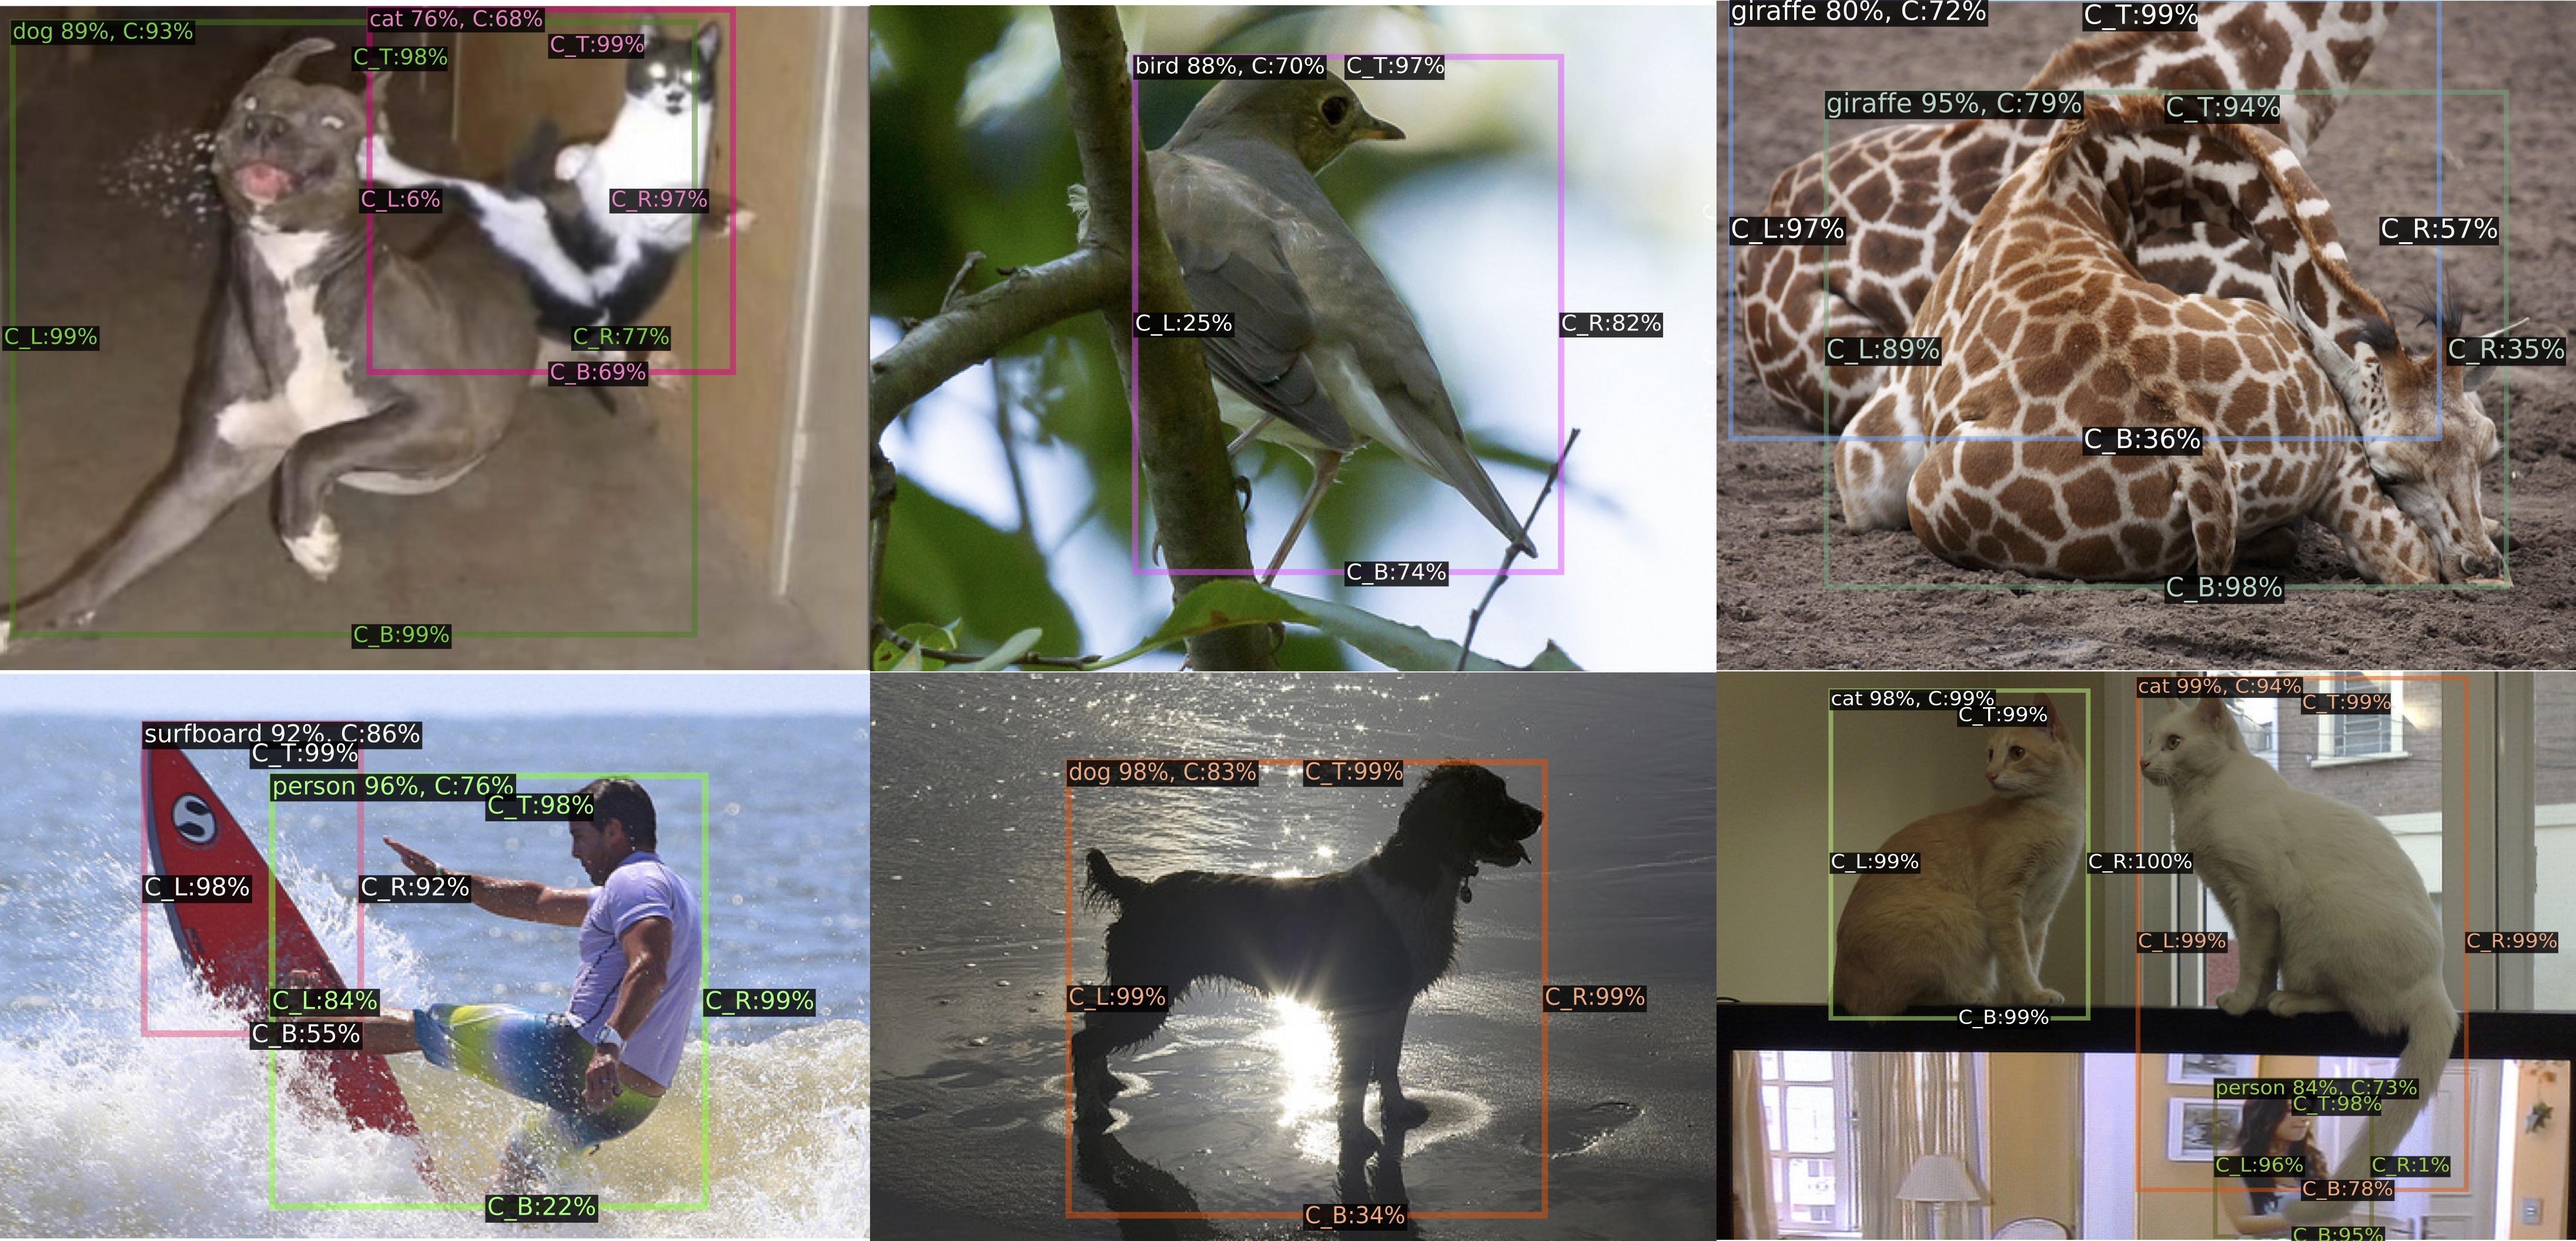 dog 89%, C:93%
cat 76%, C:68%
C_T:99%
C_T:98%
C_L:6%
C_R:97%
C_L:99%
C_R:77%
C_B:69%
C_B:99%
bird 88%, C:70%
C_T:97%
C_L:25%
C_R:82%
C_B:74%
giraffe 80%, C:72%
C_T:99%
giraffe 95%, C:79%
C_T:94%
C_L:97%
C_R:57%
C_L:89%
C_R:35%
C_B:36%
C_B:98%
surfboard 92%, C:86%
C_T:99%
person 96%, C:76%
C_T:98%
C_L:98%
C_R:92%
C_L:84%
C_R:99%
C_B:55%
C_B:22%
dog 98%, C:83%
C_T:99%
C_L:99%
C_R:99%
C_B:34%
cat 98%, C:99%
C_T:99%
cat 99%, C:94%
C_T:99%
C_L:99%
C_R:100%
C_L:99%
C_R:99%
C_B:99%
person 84%, C:73%
C_T:98%
C_L:96%
C_R:1%
C_B:78%
C_B:95%